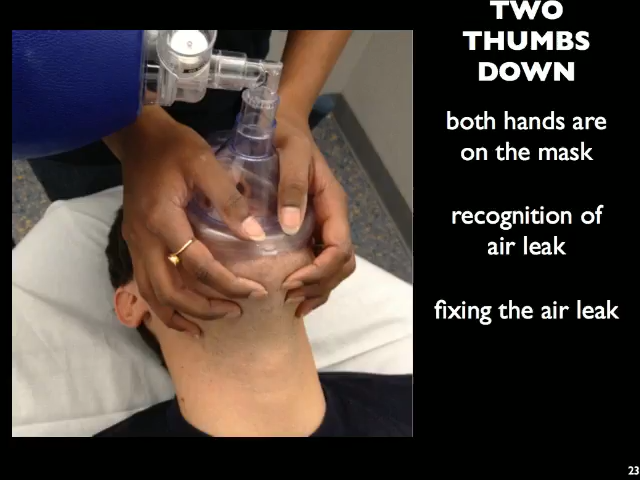 TWO
THUMBS
DOWN
both hands are
on the mask
recognition of
air leak
fixing the air leak
23